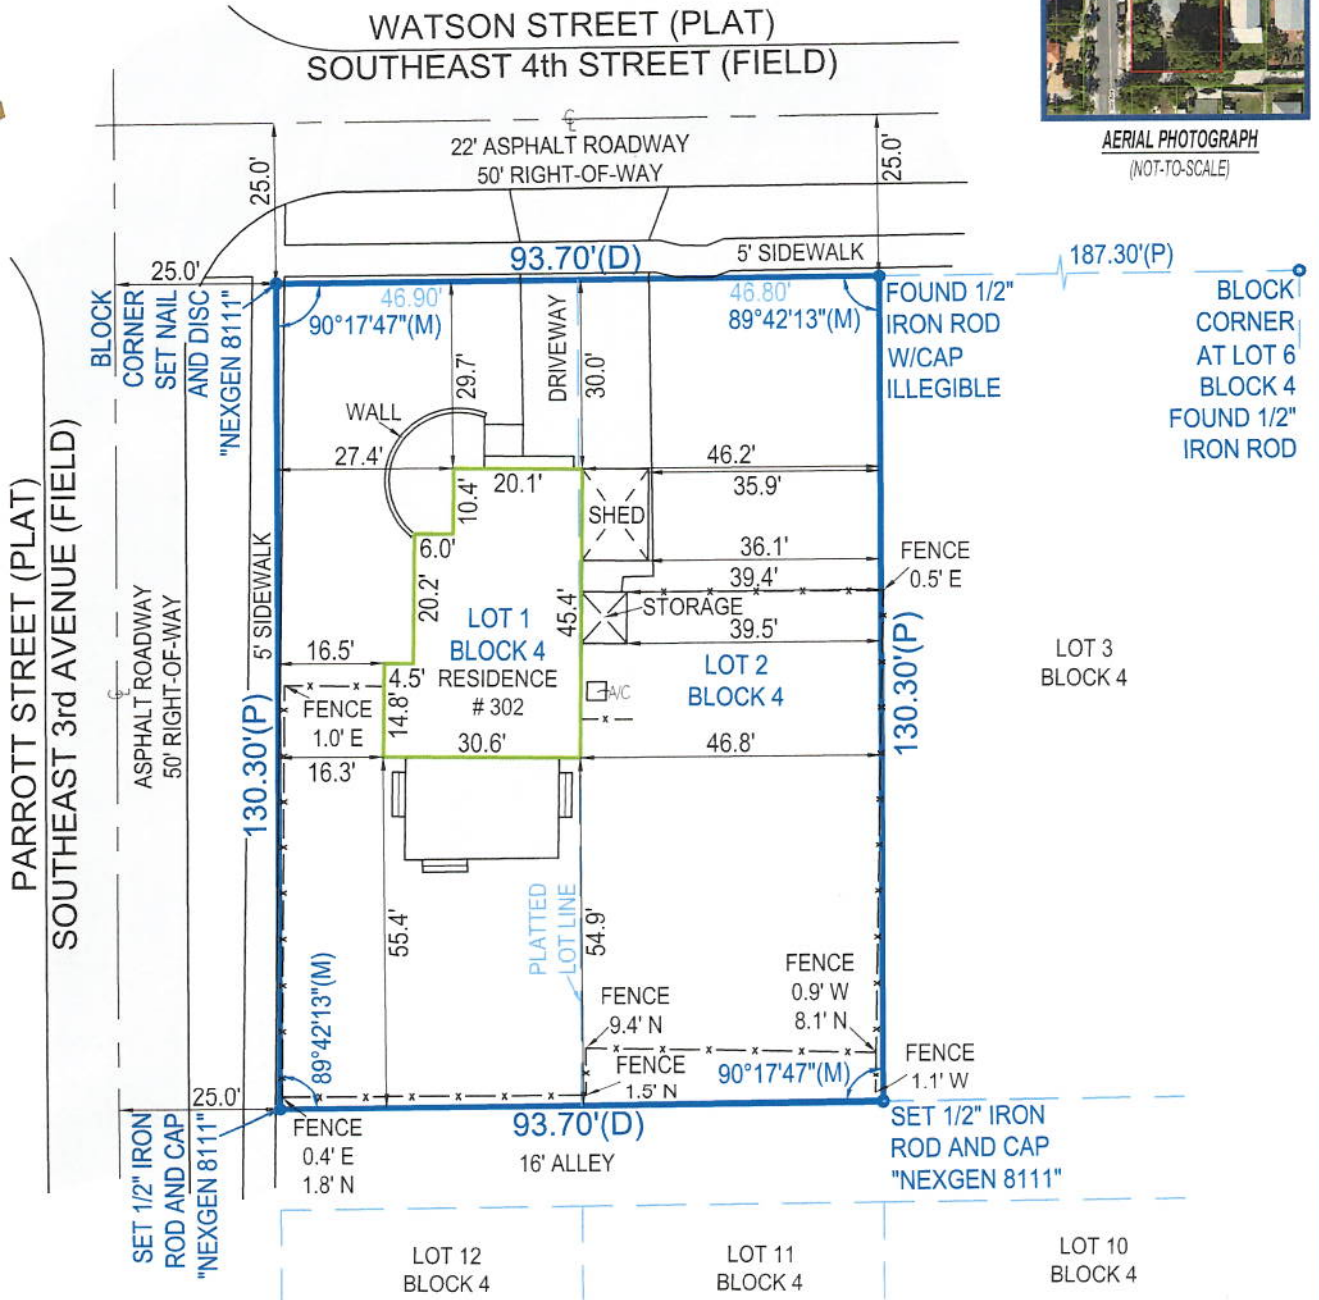 WATSON STREET (PLAT)
SOUTHEAST 4th STREET (FIELD)
AERIAL PHOTOGRAPH
(NOT-TO-SCALE)
22' ASPHALT ROADWAY
50' RIGHT-OF-WAY
25.0'
25.0'
93.70'(D)
5' SIDEWALK
187.30'(P)
25.0'
BLOCK
CORNER
SET NAIL
AND DISC
"NEXGEN 8111"
46.90'
90°17'47"(M)
DRIVEWAY
46.80'
89°42'13"(M)
FOUND 1/2"
IRON ROD
W/CAP
ILLEGIBLE
BLOCK
CORNER
AT LOT 6
BLOCK 4
FOUND 1/2"
IRON ROD
29.7'
30.0'
WALL
27.4'
20.1'
10.4'
46.2'
35.9'
SHED
6.0'
36.1'
FENCE
0.5' E
39.4'
STORAGE
39.5'
20.2'
45.4'
LOT 1
BLOCK 4
RESIDENCE
# 302
LOT 2
BLOCK 4
LOT 3
BLOCK 4
16.5'
4.5'
14.8'
A/C
FENCE
1.0' E
30.6'
46.8'
16.3'
5' SIDEWALK
130.30'(P)
130.30'(P)
ASPHALT ROADWAY
50' RIGHT-OF-WAY
PARROTT STREET (PLAT)
SOUTHEAST 3rd AVENUE (FIELD)
55.4'
54.9'
PLATTED
LOT LINE
FENCE
9.4' N
FENCE
0.9' W
8.1' N
FENCE
1.5' N
FENCE
1.1' W
89°42'13"(M)
90°17'47"(M)
25.0'
93.70'(D)
FENCE
0.4' E
1.8' N
16' ALLEY
SET 1/2" IRON
ROD AND CAP
"NEXGEN 8111"
SET 1/2" IRON
ROD AND CAP
"NEXGEN 8111"
LOT 12
BLOCK 4
LOT 11
BLOCK 4
LOT 10
BLOCK 4